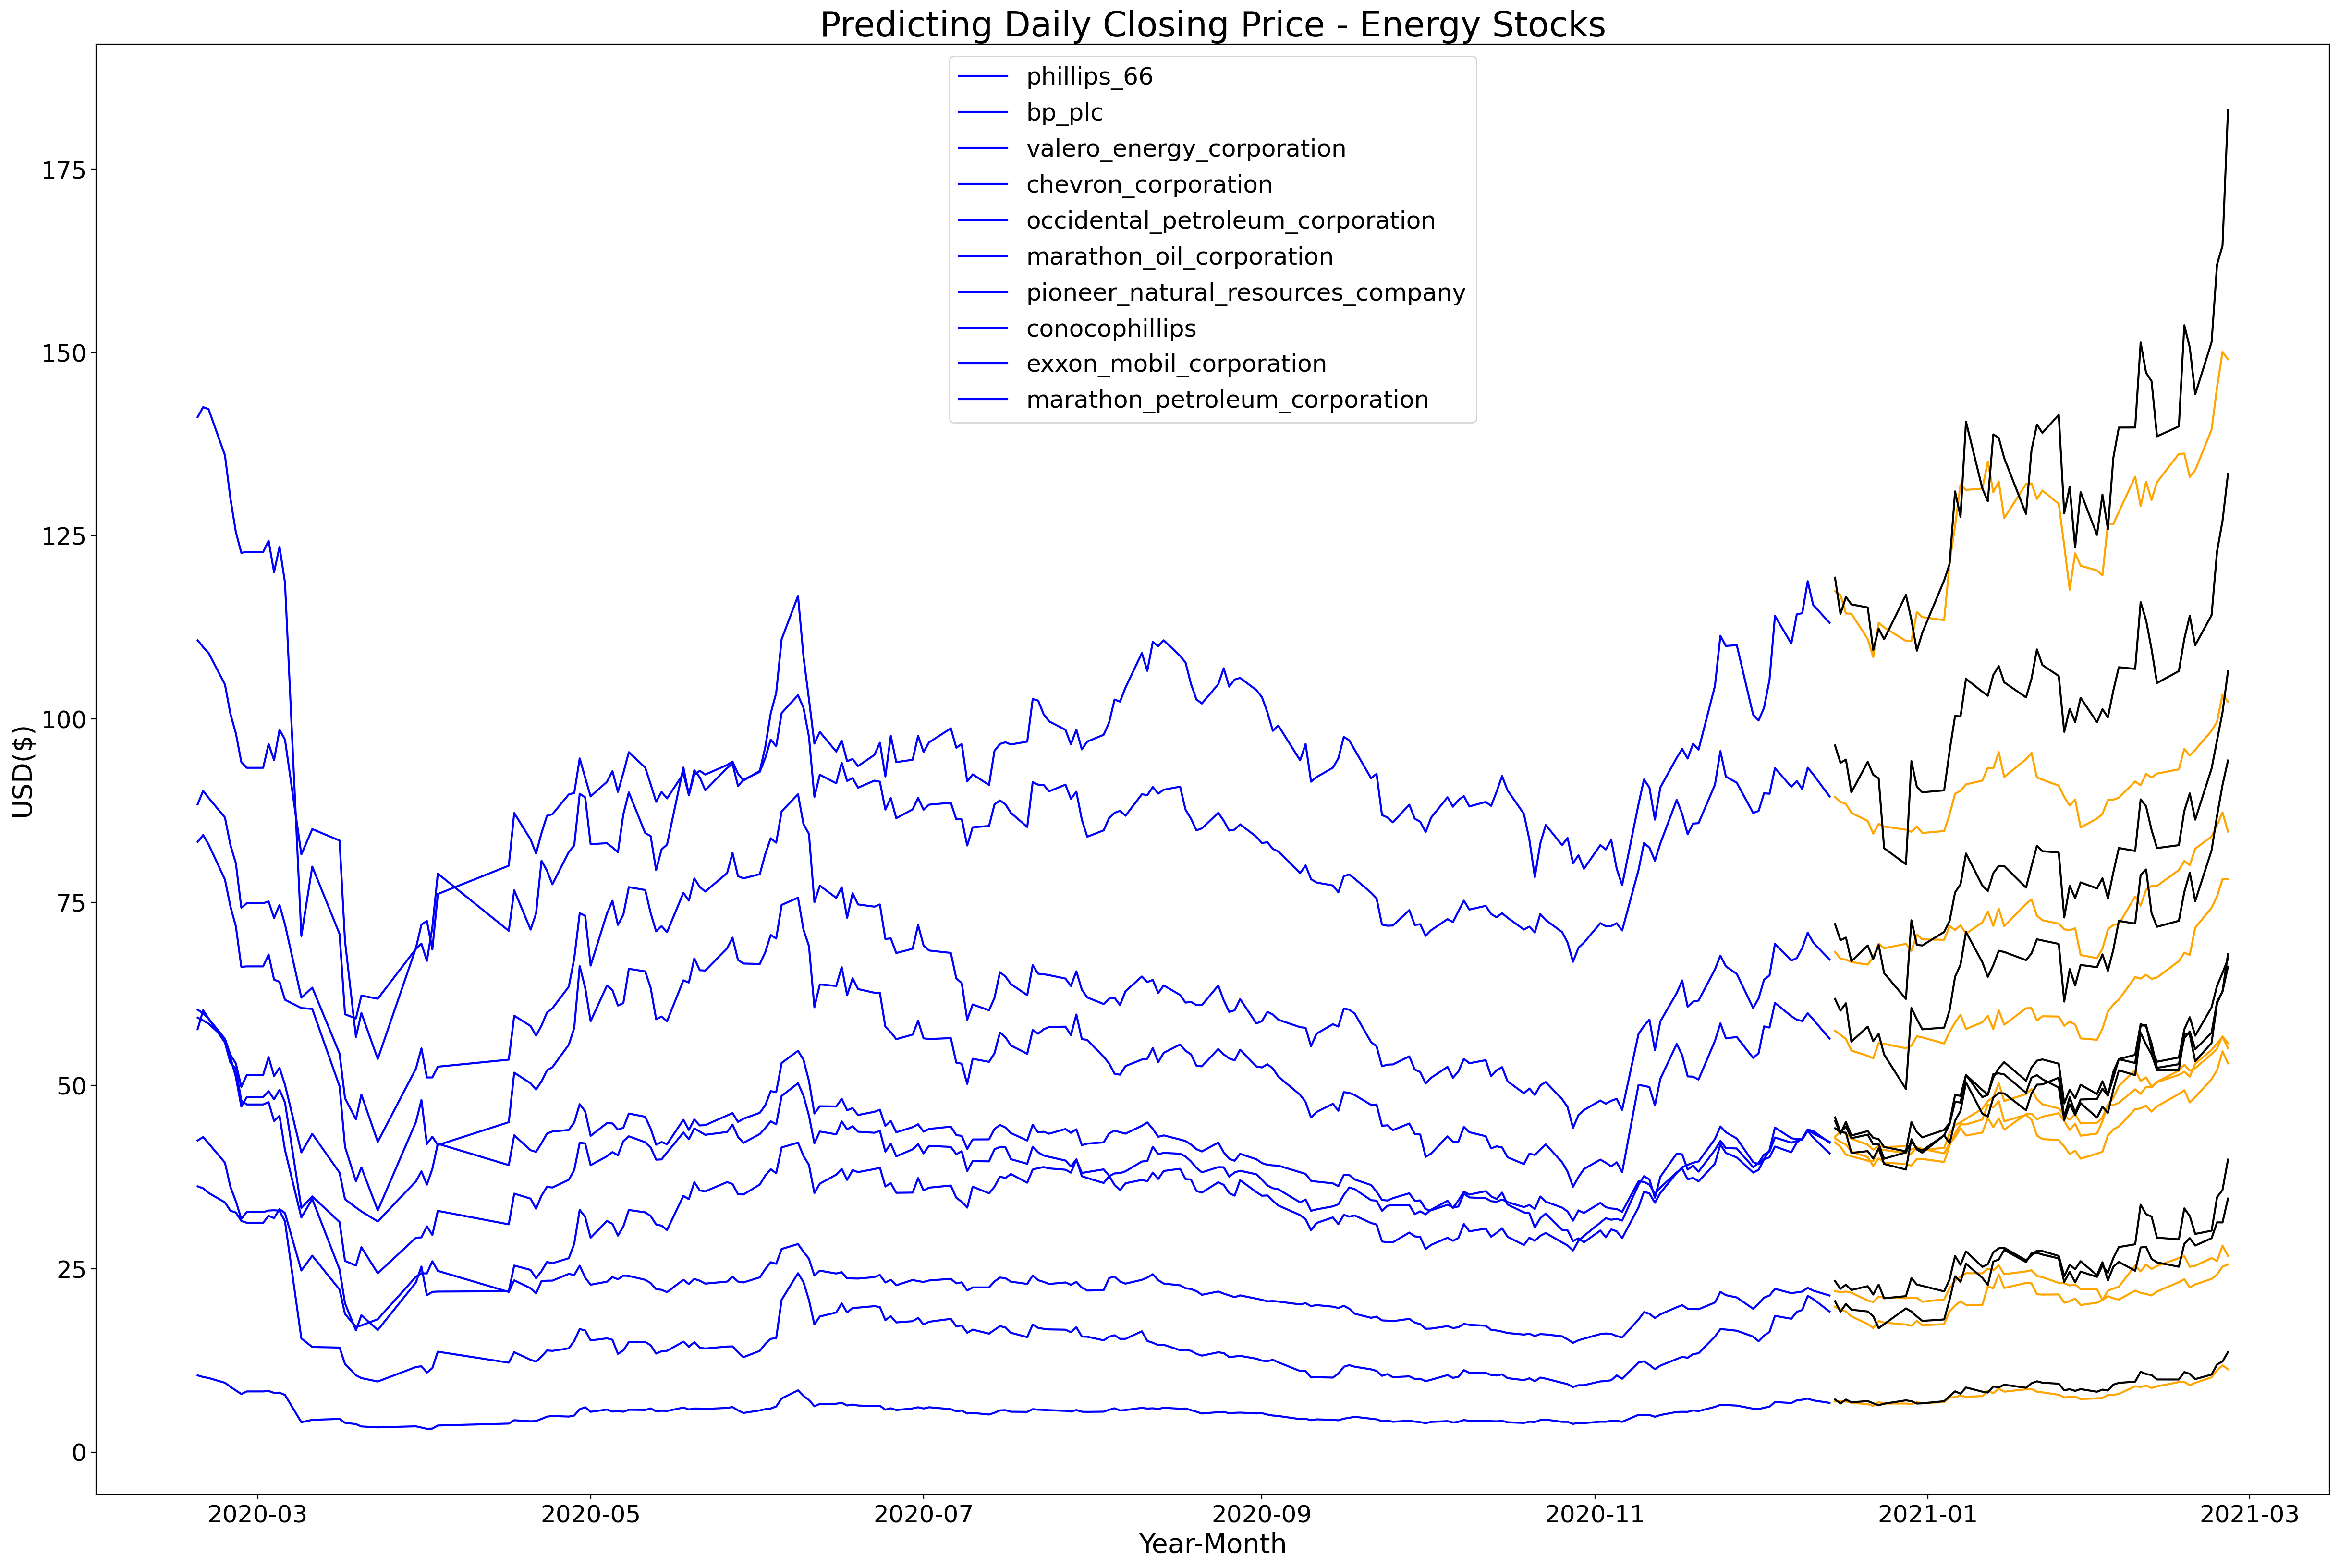 Predicting Daily Closing Price - Energy Stocks
phillips_66
bp_plc
valero_energy_corporation
chevron_corporation
occidental_petroleum_corporation
marathon_oil_corporation
pioneer_natural_resources_company
conocophillips
exxon_mobil_corporation
marathon_petroleum_corporation
USD($)
175
150
125
100
75
50
25
0
2020-03 2020-05 2020-07 2020-09 2020-11 2021-01 2021-03
Year-Month